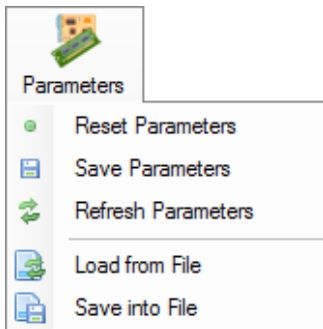 Parameters
Reset Parameters
Save Parameters
Refresh Parameters
Load from File
Save into File